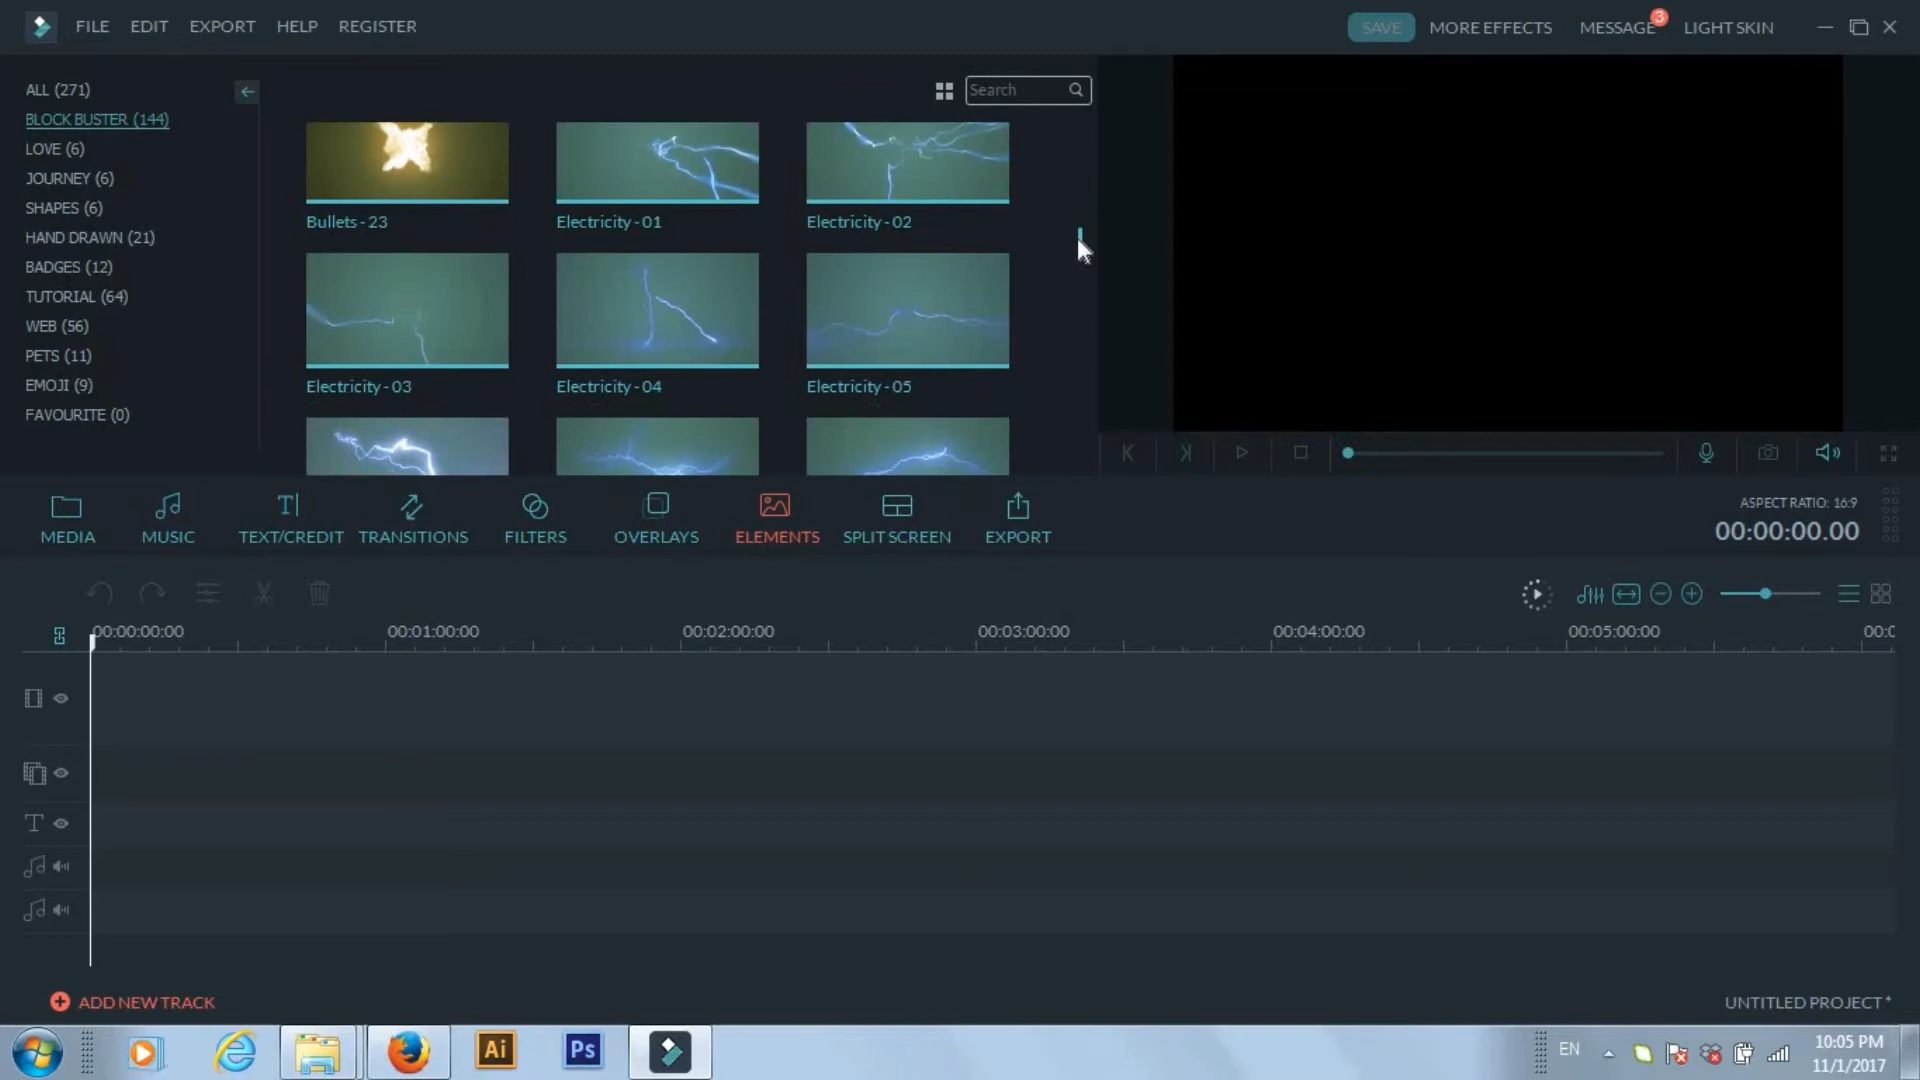 FILE EDIT EXPORT HELP REGISTER SAVE MORE EFFECTS MESSAGE 3 LIGHT SKIN
ALL (271)
BLOCK BUSTER (144)
LOVE (6)
JOURNEY (6)
SHAPES (6)
HAND DRAWN (21)
BADGES (12)
TUTORIAL (64)
WEB (56)
PETS (11)
EMOJI (9)
FAVOURITE (0)
Search
Bullets - 23 Electricity - 01 Electricity - 02
Electricity - 03 Electricity - 04 Electricity - 05
MEDIA MUSIC TEXT/CREDIT TRANSITIONS FILTERS OVERLAYS ELEMENTS SPLIT SCREEN EXPORT
ASPECT RATIO: 16:9
00:00:00.00
00:00:00:00 00:01:00:00 00:02:00:00 00:03:00:00 00:04:00:00 00:05:00:00 00:0
ADD NEW TRACK UNTITLED PROJECT *
Ai Ps EN
10:05 PM
11/1/2017